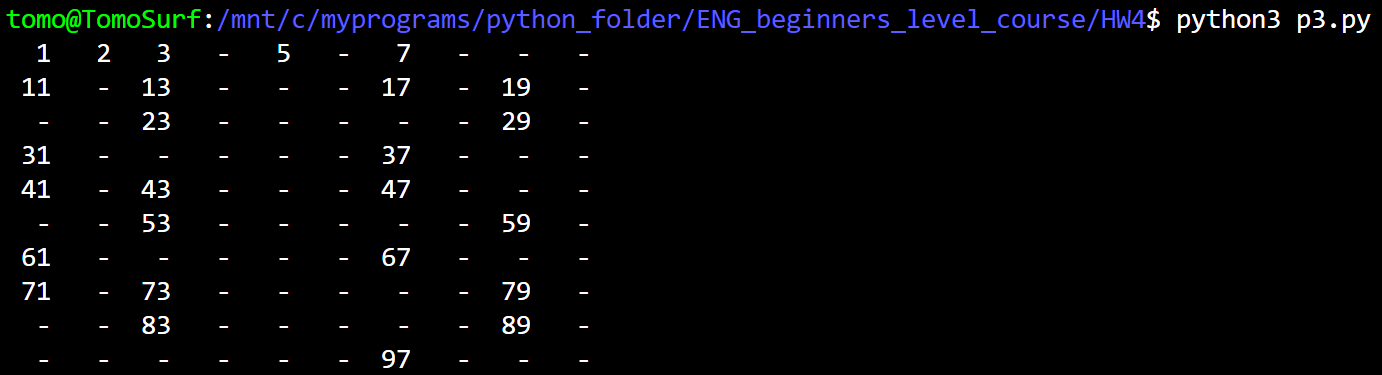 tomo@TomoSurf:/mnt/c/myprograms/python_folder/ENG_beginners_level_course/HW4$ python3 p3.py
  1   2   3   -   5   -   7   -   -   -
 11   -  13   -   -   -  17   -  19   -
  -   -  23   -   -   -   -   -  29   -
 31   -   -   -   -   -  37   -   -   -
 41   -  43   -   -   -  47   -   -   -
  -   -  53   -   -   -   -   -  59   -
 61   -   -   -   -   -  67   -   -   -
 71   -  73   -   -   -   -   -  79   -
  -   -  83   -   -   -   -   -  89   -
  -   -   -   -   -   -  97   -   -   -